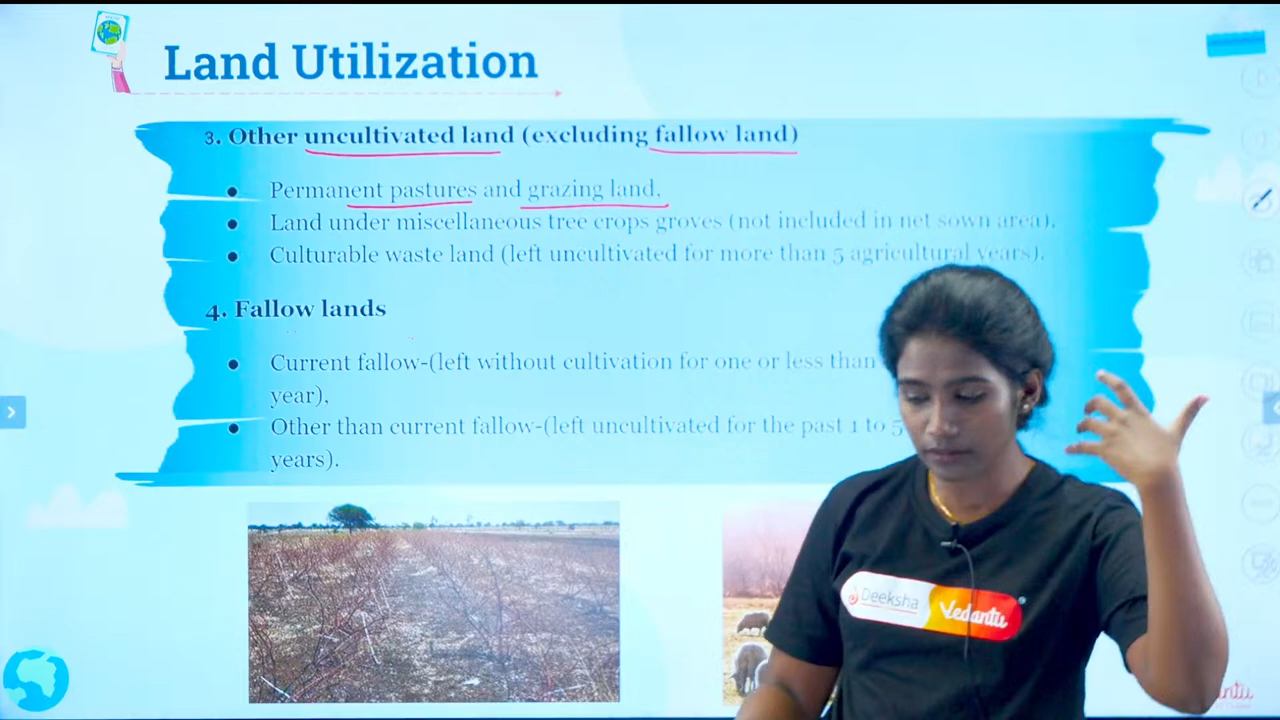 Land Utilization
3. Other uncultivated land (excluding fallow land)
● Permanent pastures and grazing land,
● Land under miscellaneous tree crops groves (not included in net sown area),
● Culturable waste land (left uncultivated for more than 5 agricultural years).
4. Fallow lands
● Current fallow-(left without cultivation for one or less than
year),
● Other than current fallow-(left uncultivated for the past 1 to 5
years).
Deeksha Vedantu